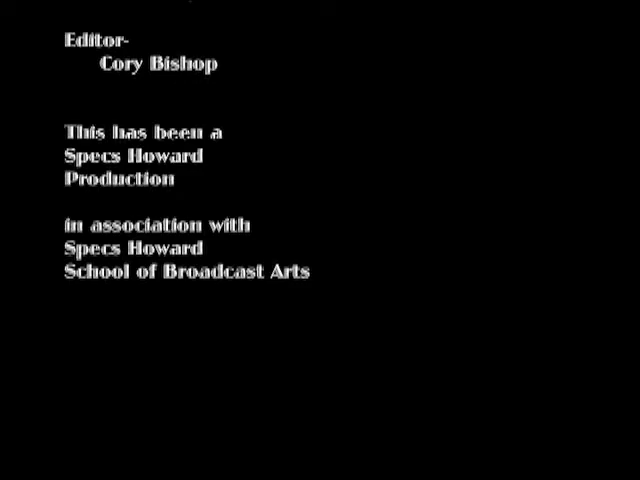 Editor-
Cory Bishop
This has been a
Specs Howard
Production
in association with
Specs Howard
School of Broadcast Arts